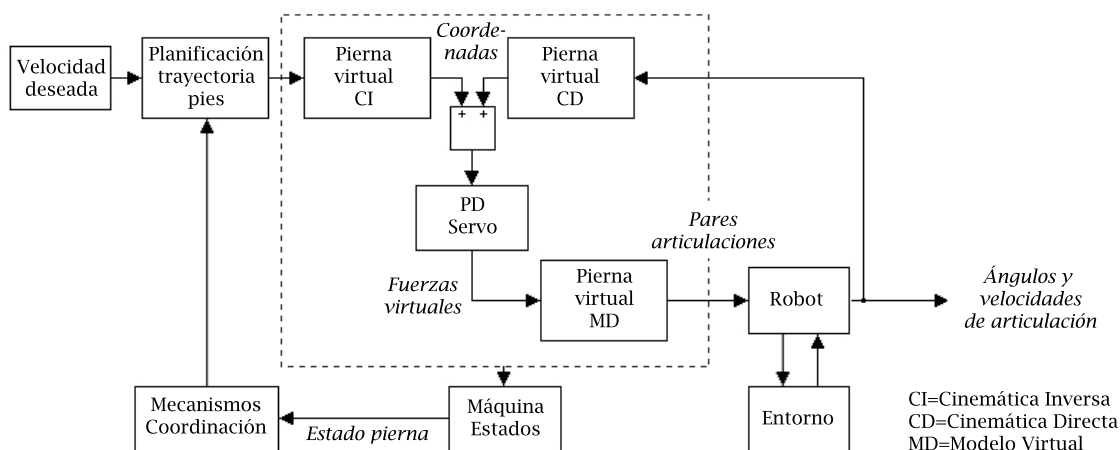 Velocidad
deseada
Planificación
trayectoria
pies
Pierna
virtual
CI
Coorde-
nadas
Pierna
virtual
CD
+ +
PD
Servo
Fuerzas
virtuales
Pierna
virtual
MD
Pares
articulaciones
Robot
Ángulos y
velocidades
de articulación
Mecanismos
Coordinación
Estado pierna
Máquina
Estados
Entorno
CI=Cinemática Inversa
CD=Cinemática Directa
MD=Modelo Virtual